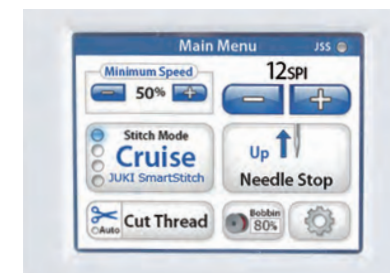 Main Menu JSS
Minimum Speed
50%
12SPI
Stitch Mode
Cruise
JUKI SmartStitch
Up
Needle Stop
Auto
Cut Thread
Bobbin
80%